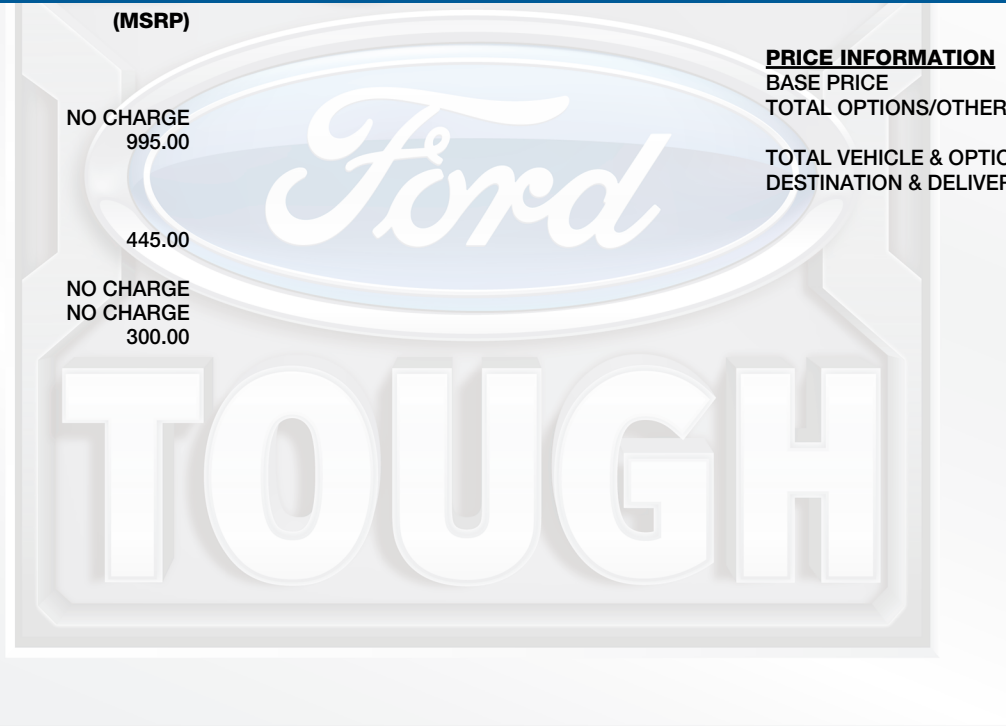 (MSRP)
NO CHARGE
995.00
445.00
NO CHARGE
NO CHARGE
300.00
PRICE INFORMATION
BASE PRICE
TOTAL OPTIONS/OTHER
TOTAL VEHICLE & OPTIO
DESTINATION & DELIVER
Ford
TOUGH